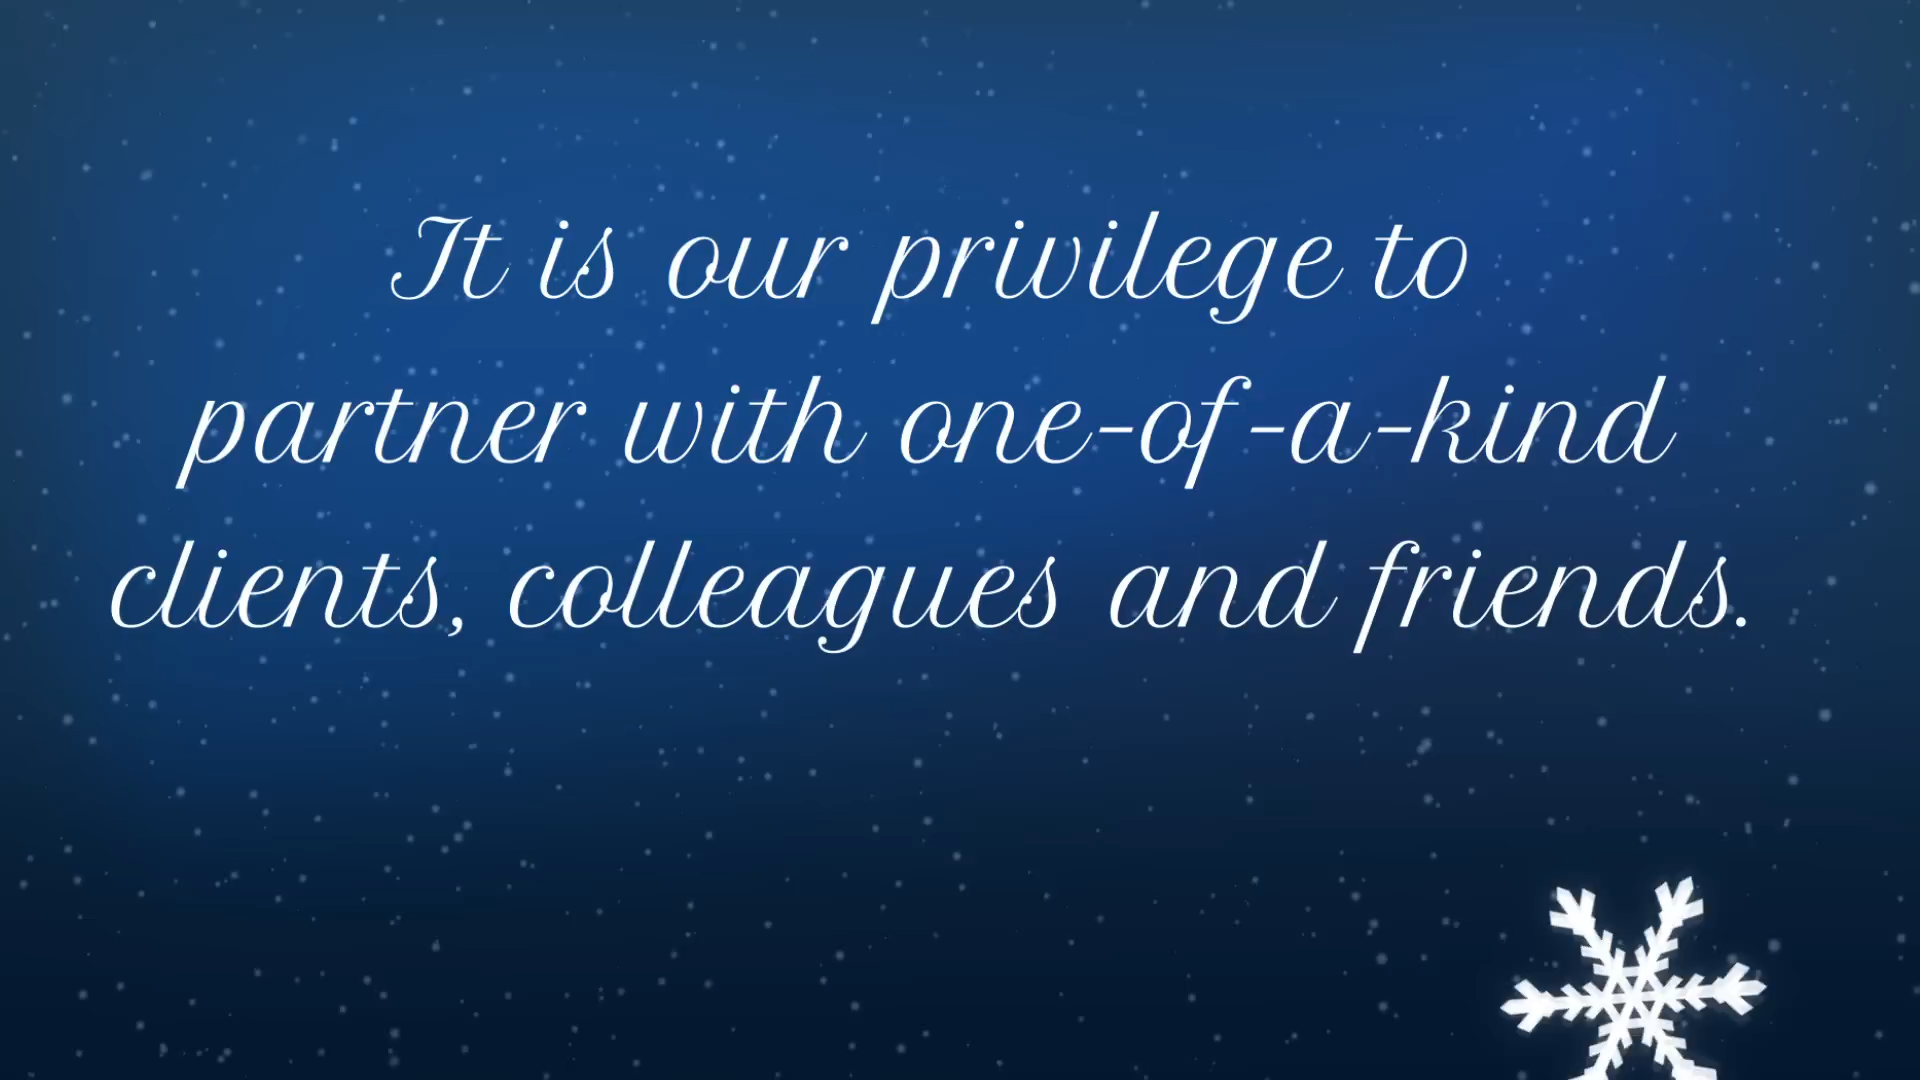 It is our privilege to
partner with one-of-a-kind
clients, colleagues and friends.